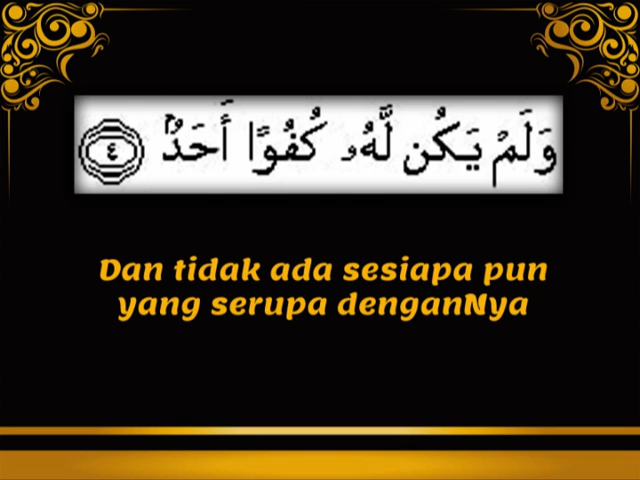 وَلَمْ يَكُن لَّهُۥ كُفُوًا أَحَدٌۢ ٤
Dan tidak ada sesiapa pun
yang serupa denganNya